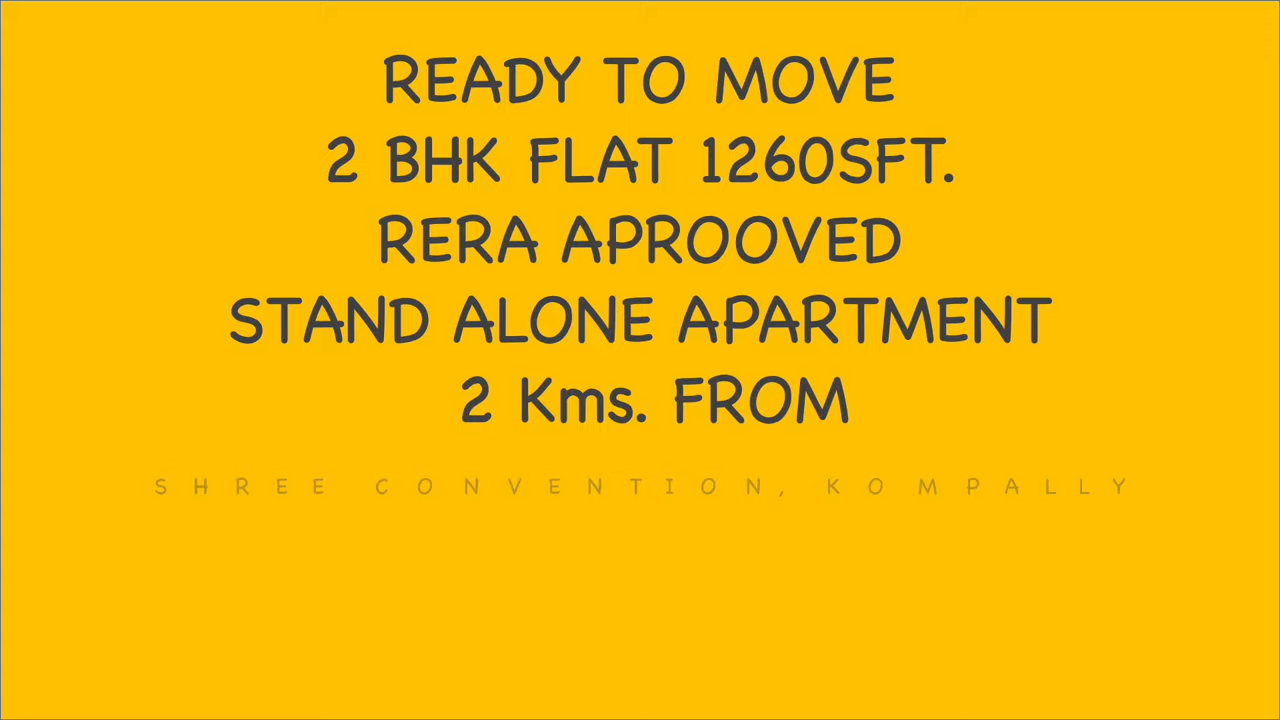 READY TO MOVE
2 BHK FLAT 1260SFT.
RERA APROOVED
STAND ALONE APARTMENT
2 Kms. FROM
SHREE CONVENTION, KOMPALLY